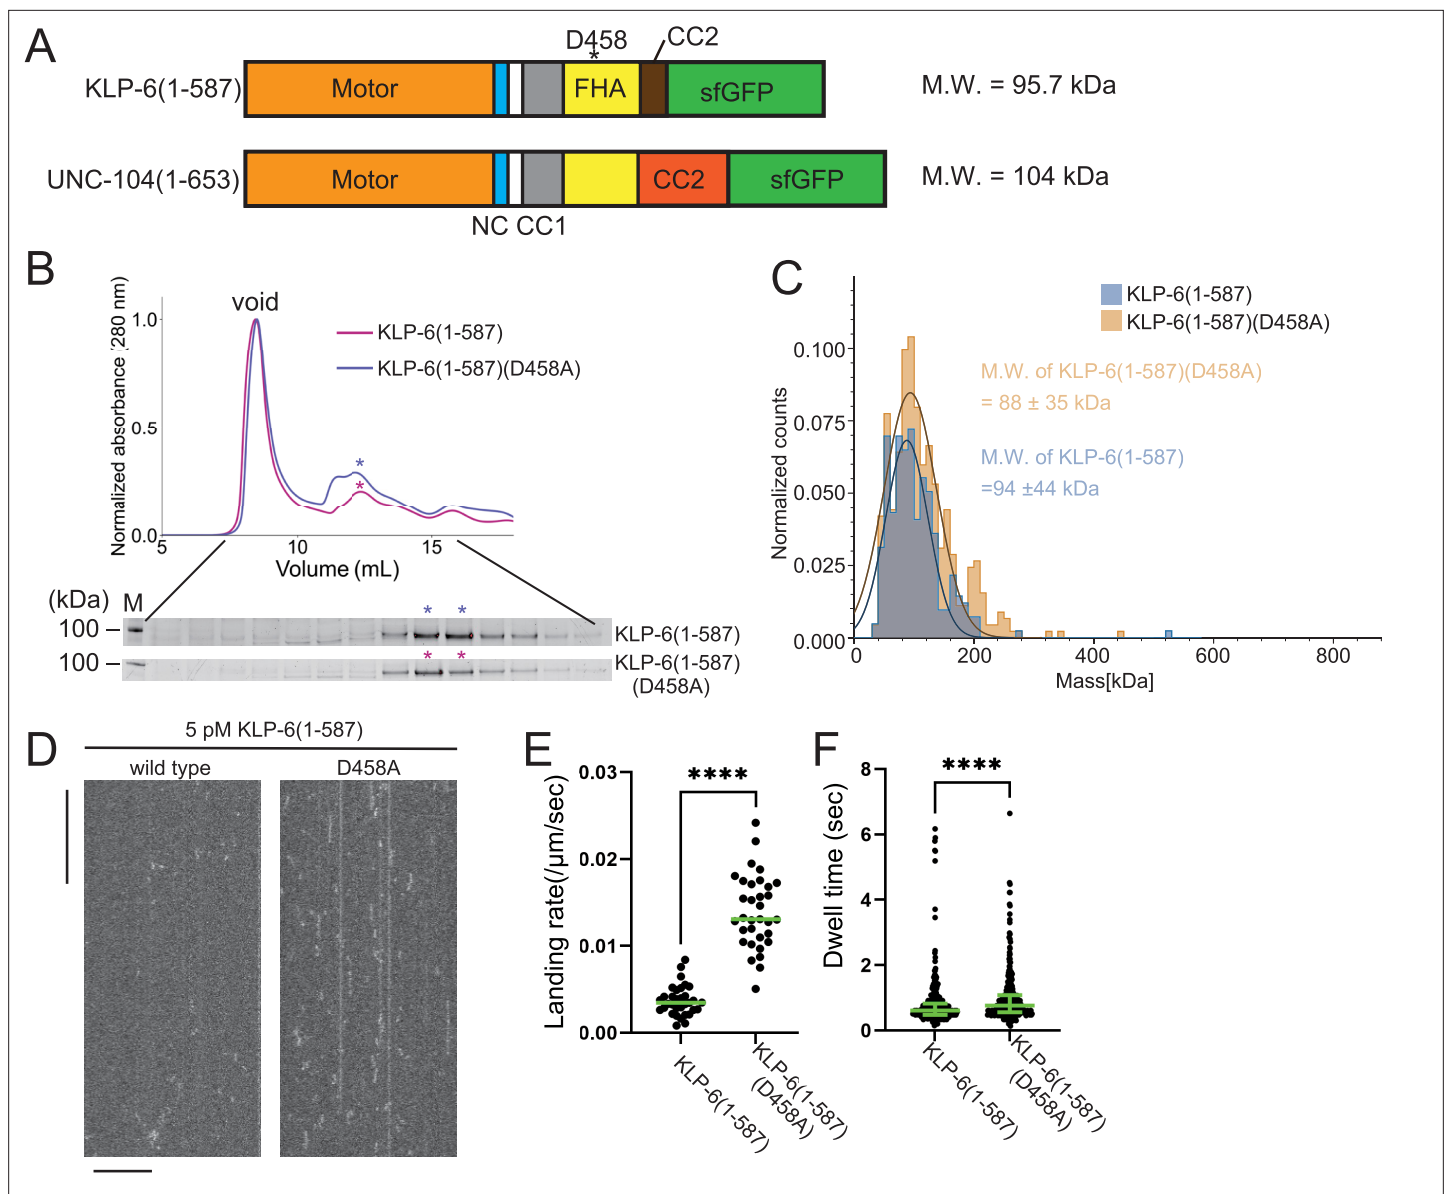 A
D458
*
CC2
KLP-6(1-587)
Motor
FHA
sfGFP
M.W. = 95.7 kDa
UNC-104(1-653)
Motor
CC2
sfGFP
M.W. = 104 kDa
NC CC1
B
Normalized absorbance (280 nm)
void
1.0
0.5
0.0
5
10
15
Volume (mL)
KLP-6(1-587)
KLP-6(1-587)(D458A)
*
*
(kDa)
M
* *
100
KLP-6(1-587)
* *
100
KLP-6(1-587)
(D458A)
C
KLP-6(1-587)
KLP-6(1-587)(D458A)
M.W. of KLP-6(1-587)(D458A)
= 88 ± 35 kDa
M.W. of KLP-6(1-587)
=94 ±44 kDa
Normalized counts
0.100
0.075
0.050
0.025
0.000
0
200
400
600
800
Mass[kDa]
D
5 pM KLP-6(1-587)
wild type
D458A
E
Landing rate(/µm/sec)
0.03
0.02
0.01
0.00
****
KLP-6(1-587)
KLP-6(1-587)
(D458A)
F
Dwell time (sec)
8
6
4
2
0
****
KLP-6(1-587)
KLP-6(1-587)
(D458A)